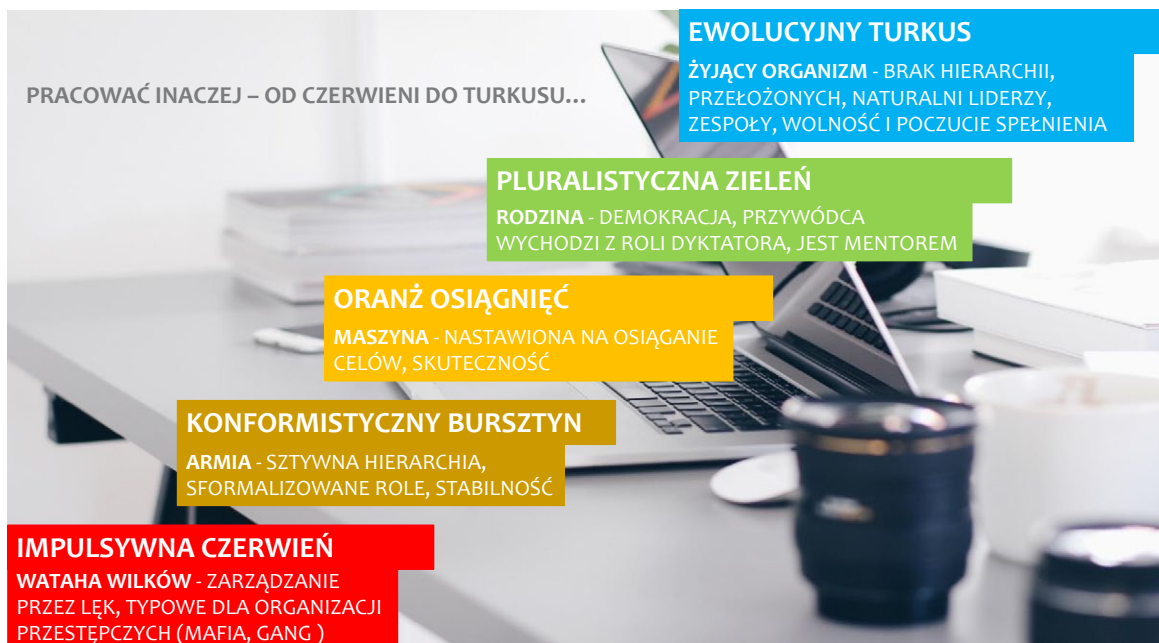 PRACOWAĆ INACZEJ – OD CZERWIENI DO TURKUSU...
EWOLUCYJNY TURKUS
ŻYJĄCY ORGANIZM - BRAK HIERARCHII,
PRZEŁOŻONYCH, NATURALNI LIDERZY,
ZESPOŁY, WOLNOŚĆ I POCZUCIE SPEŁNIENIA
PLURALISTYCZNA ZIELEŃ
RODZINA - DEMOKRACJA, PRZYWÓDCA
WYCHODZI Z ROLI DYKTATORA, JEST MENTOREM
ORANŻ OSIĄGNIĘĆ
MASZYNA - NASTAWIONA NA OSIĄGANIE
CELÓW, SKUTECZNOŚĆ
KONFORMISTYCZNY BURSZTYN
ARMIA - SZTYWNA HIERARCHIA,
SFORMALIZOWANE ROLE, STABILNOŚĆ
IMPULSYWNA CZERWIEŃ
WATAHA WILKÓW - ZARZĄDZANIE
PRZEZ LĘK, TYPOWE DLA ORGANIZACJI
PRZESTĘPCZYCH (MAFIA, GANG )